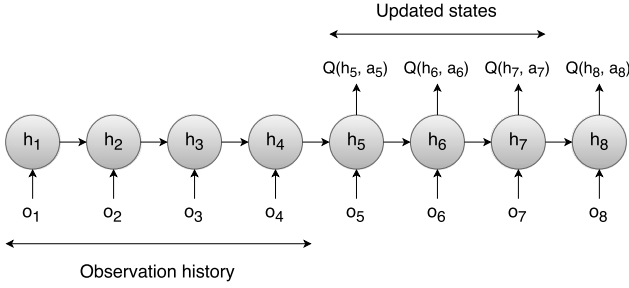 Updated states
Q(h₅, a₅) Q(h₆, a₆) Q(h₇, a₇) Q(h₈, a₈)
h₁ h₂ h₃ h₄ h₅ h₆ h₇ h₈
o₁ o₂ o₃ o₄ o₅ o₆ o₇ o₈
Observation history